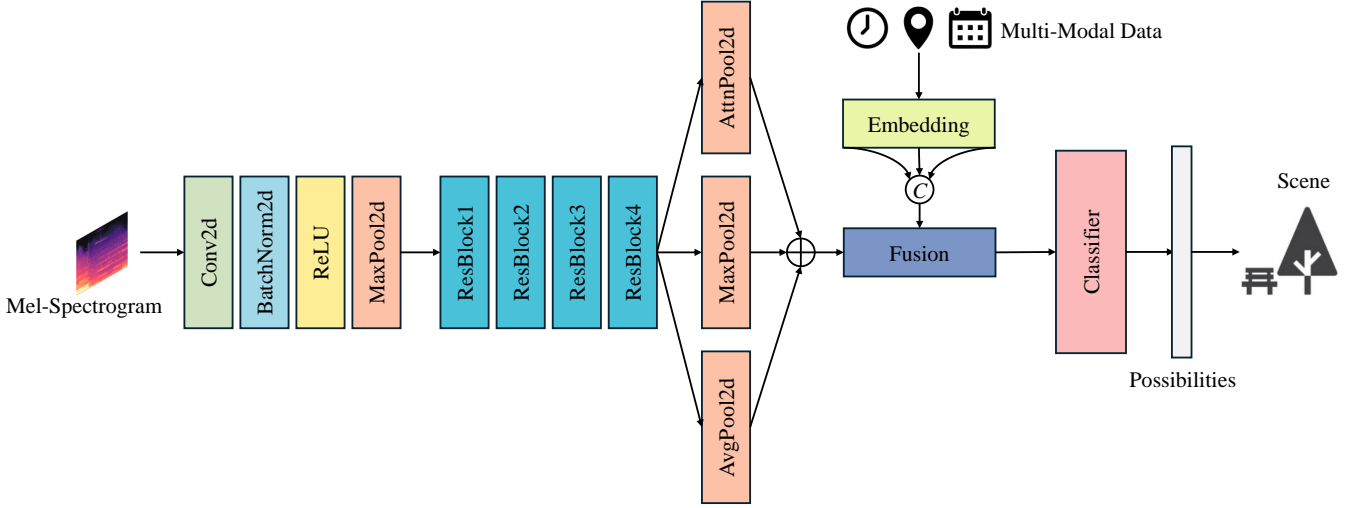 Mel-Spectrogram
Conv2d
BatchNorm2d
ReLU
MaxPool2d
ResBlock1
ResBlock2
ResBlock3
ResBlock4
AttnPool2d
MaxPool2d
AvgPool2d
Multi-Modal Data
Embedding
C
Fusion
Classifier
Possibilities
Scene